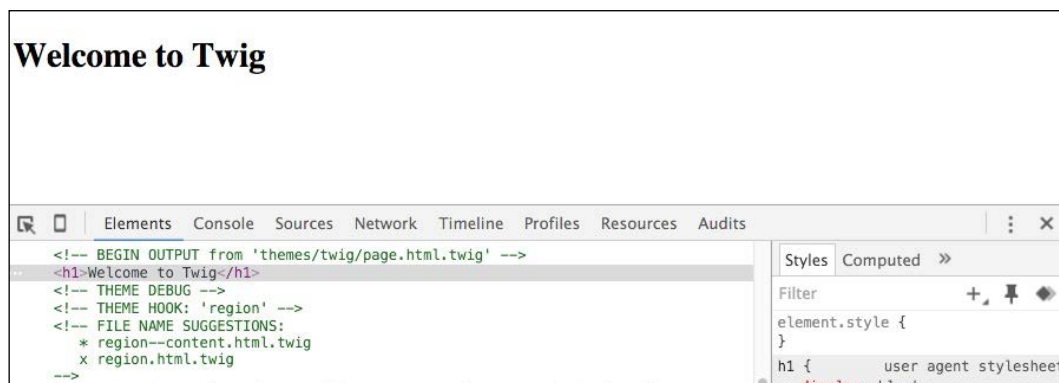 Welcome to Twig
Elements Console Sources Network Timeline Profiles Resources Audits
<!-- BEGIN OUTPUT from 'themes/twig/page.html.twig' -->
<h1>Welcome to Twig</h1>
<!-- THEME DEBUG -->
<!-- THEME HOOK: 'region' -->
<!-- FILE NAME SUGGESTIONS:
* region--content.html.twig
x region.html.twig
-->
Styles Computed »
Filter
element.style {
}
h1 { user agent stylesheet